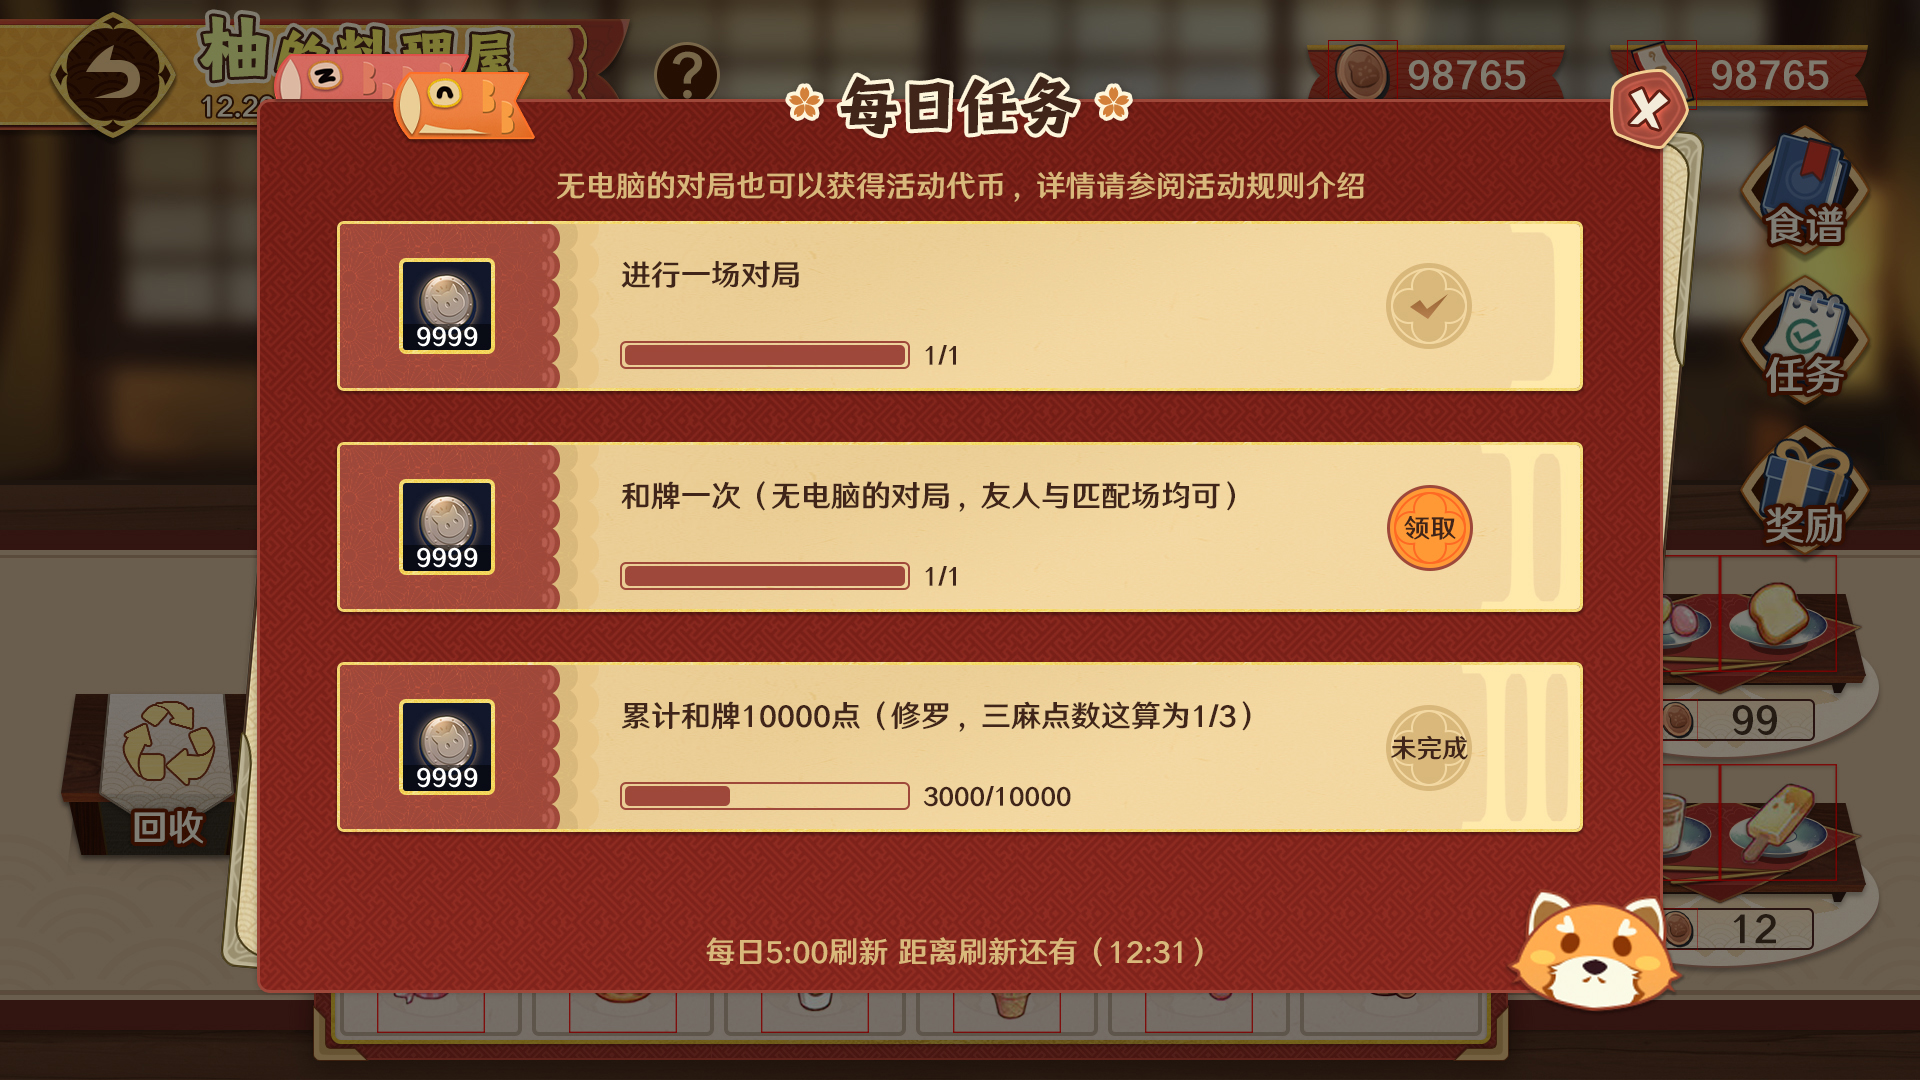 柚の料理屋
98765
98765
每日任务
无电脑的对局也可以获得活动代币，详情请参阅活动规则介绍
进行一场对局
9999
1/1
和牌一次（无电脑的对局，友人与匹配场均可）
9999
1/1
领取
累计和牌10000点（修罗，三麻点数这算为1/3）
9999
3000/10000
未完成
每日5:00刷新 距离刷新还有（12:31）
食谱
任务
奖励
99
12
回收